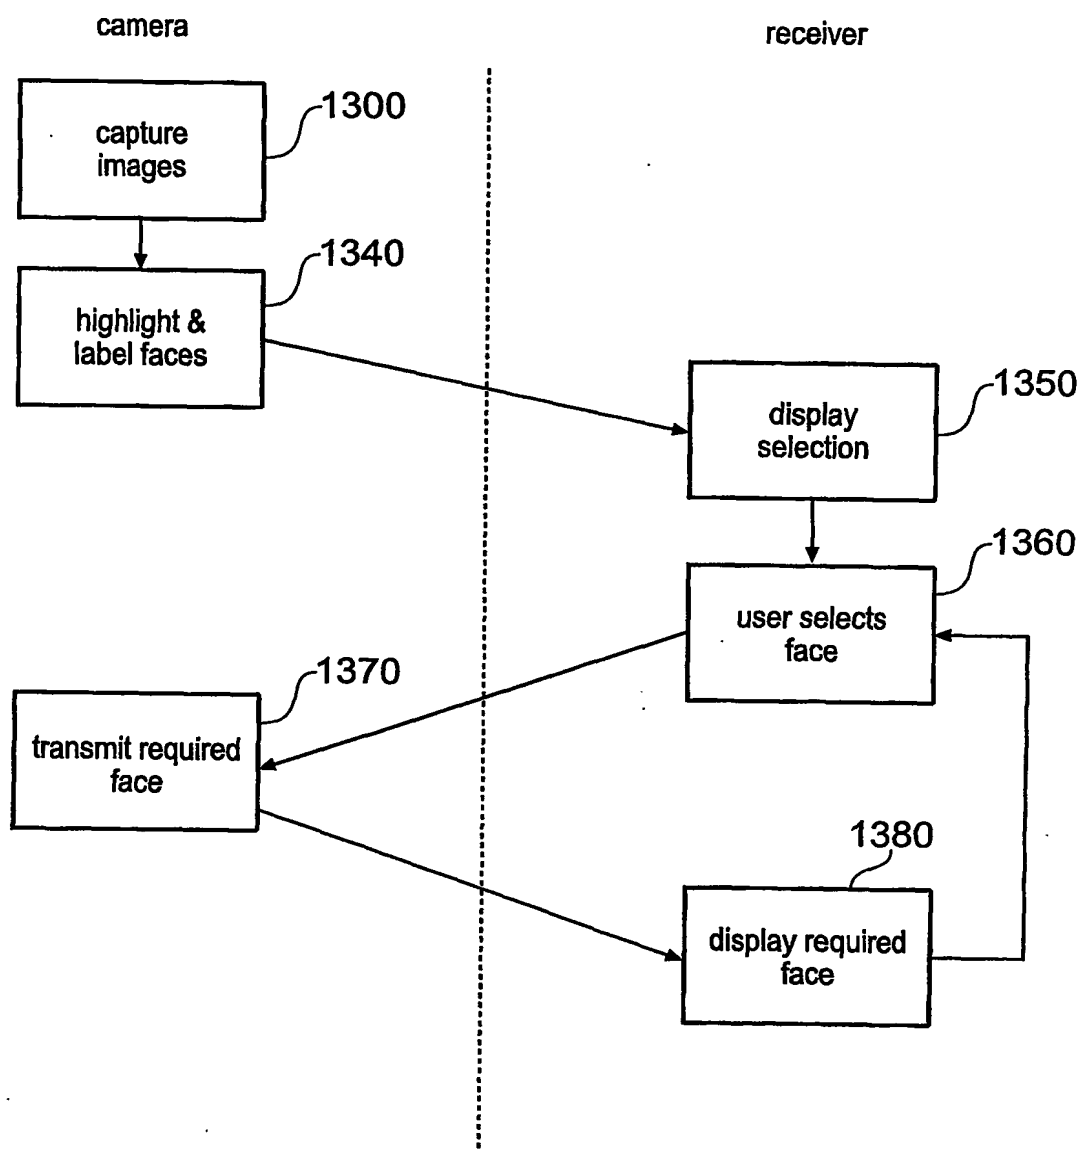 camera
receiver
1300
capture
images
1340
highlight &
label faces
1350
display
selection
1360
user selects
face
1370
transmit required
face
1380
display required
face